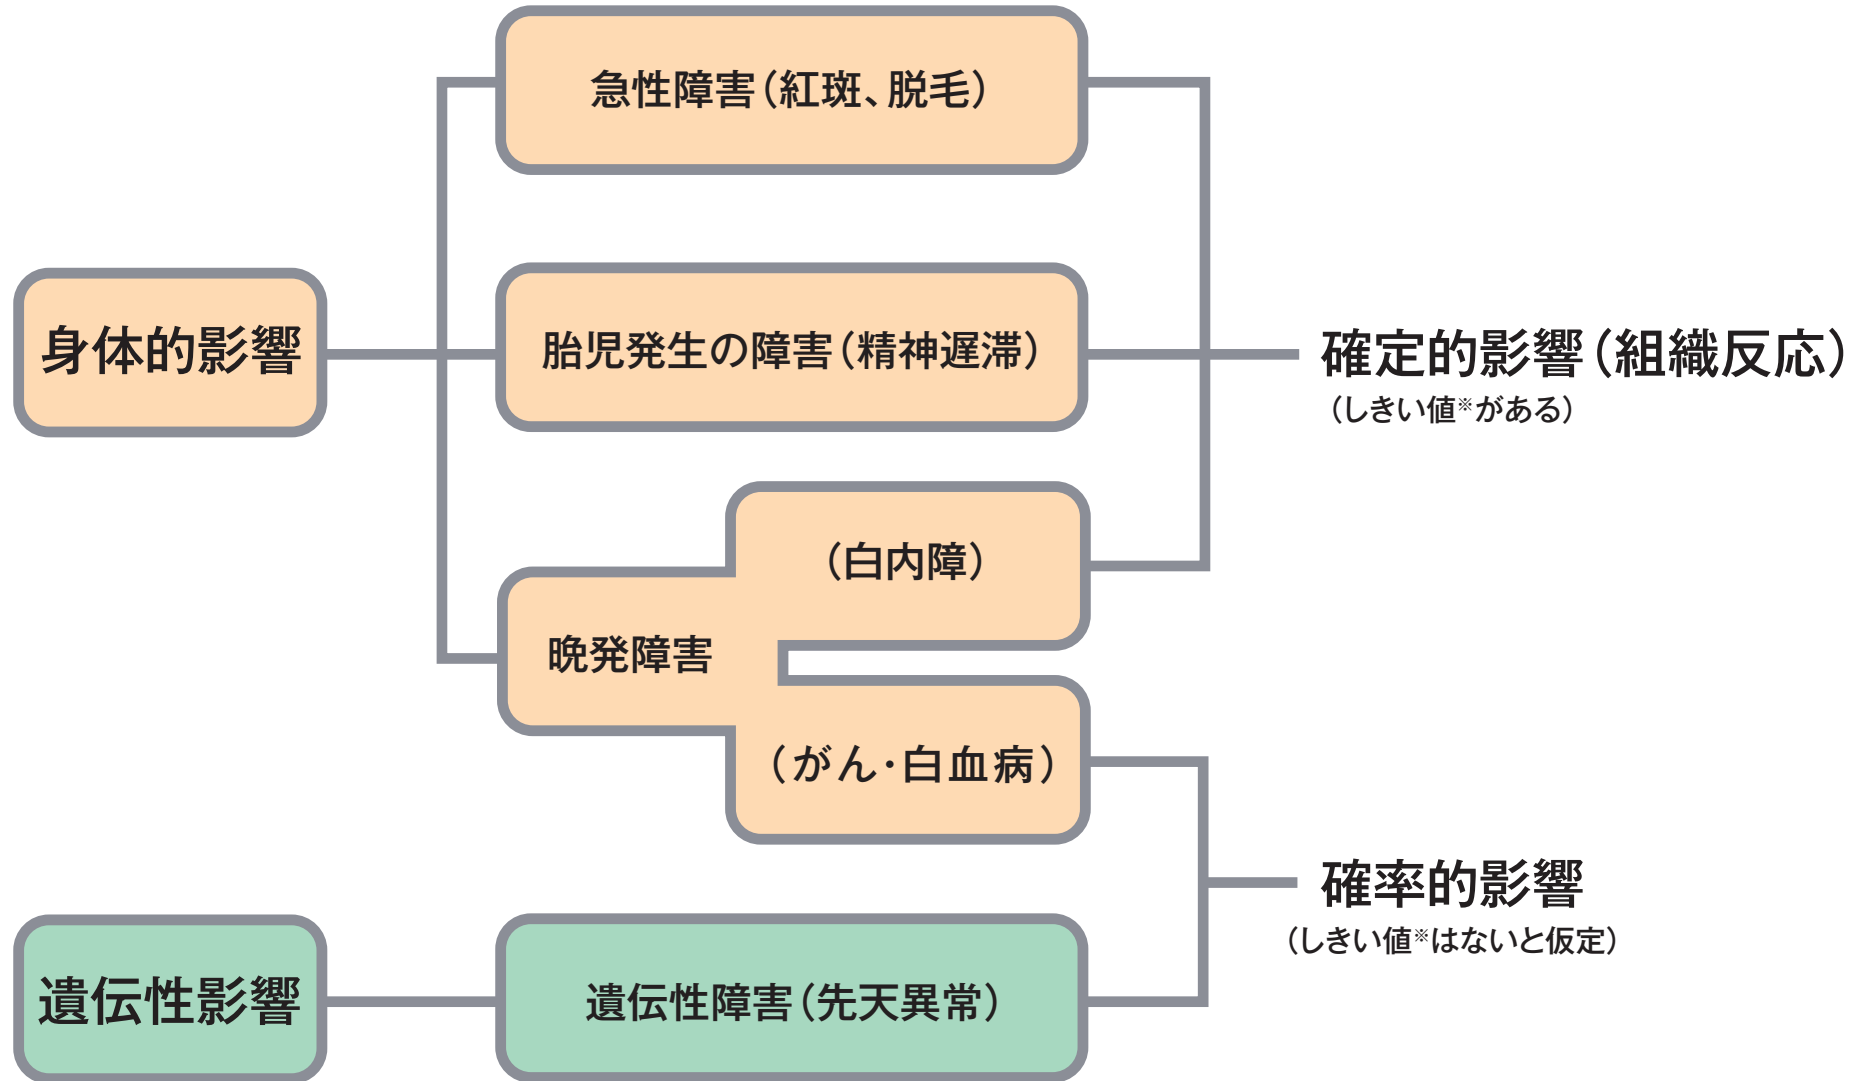 急性障害（紅斑、脱毛）
身体的影響
胎児発生の障害（精神遅滞）
確定的影響（組織反応）
（しきい値※がある）
（白内障）
晩発障害
（がん・白血病）
確率的影響
（しきい値※はないと仮定）
遺伝性影響
遺伝性障害（先天異常）